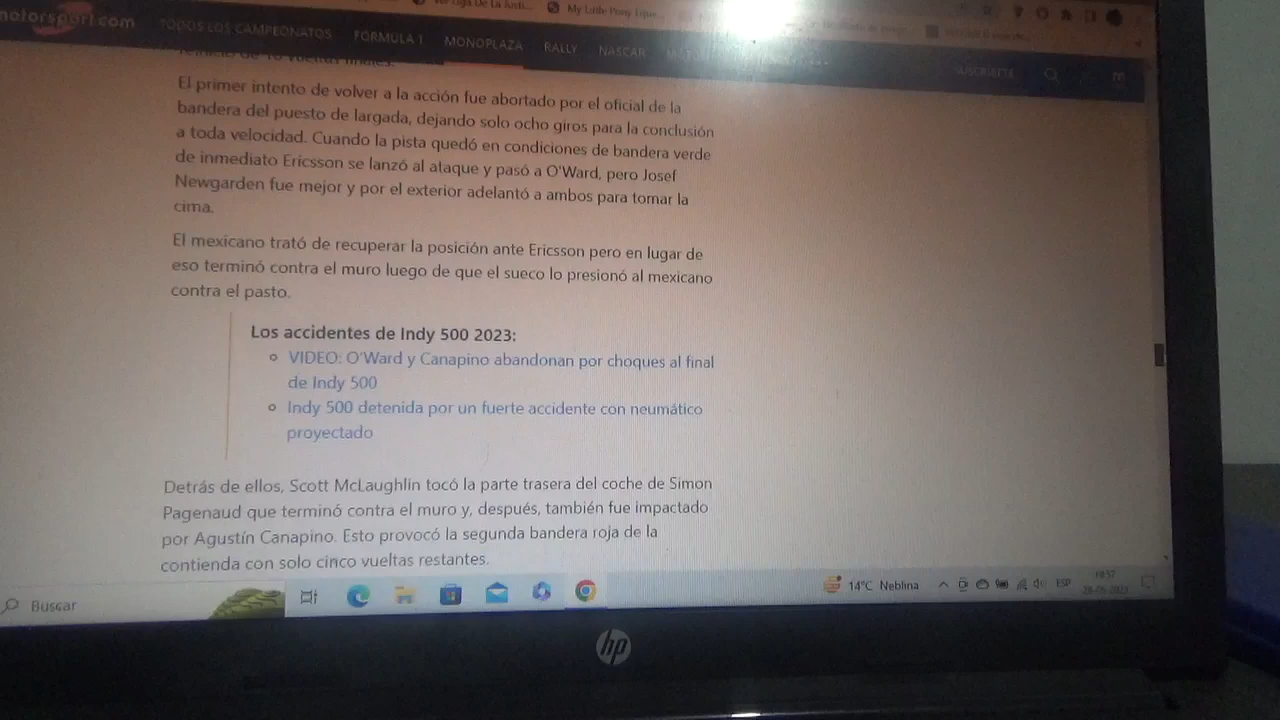 My Little Pony Eque...
motorsport.com TODOS LOS CAMPEONATOS FÓRMULA 1 MONOPLAZA RALLY NASCAR SUSCRÍBETE
vueltas finales.
El primer intento de volver a la acción fue abortado por el oficial de la
bandera del puesto de largada, dejando solo ocho giros para la conclusión
a toda velocidad. Cuando la pista quedó en condiciones de bandera verde
de inmediato Ericsson se lanzó al ataque y pasó a O'Ward, pero Josef
Newgarden fue mejor y por el exterior adelantó a ambos para tomar la
cima.
El mexicano trató de recuperar la posición ante Ericsson pero en lugar de
eso terminó contra el muro luego de que el sueco lo presionó al mexicano
contra el pasto.
Los accidentes de Indy 500 2023:
VIDEO: O'Ward y Canapino abandonan por choques al final
de Indy 500
Indy 500 detenida por un fuerte accidente con neumático
proyectado
Detrás de ellos, Scott McLaughlin tocó la parte trasera del coche de Simon
Pagenaud que terminó contra el muro y, después, también fue impactado
por Agustín Canapino. Esto provocó la segunda bandera roja de la
contienda con solo cinco vueltas restantes.
Buscar
14°C Neblina
ESP
hp